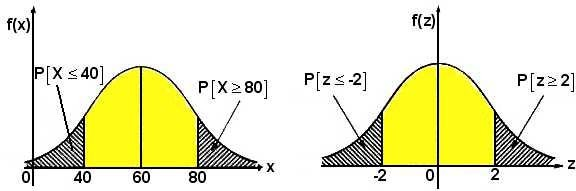 f(x)
P[X ≤ 40]
P[X ≥ 80]
0 40 60 80 x
f(z)
P[z ≤ -2]
P[z ≥ 2]
-2 0 2 z